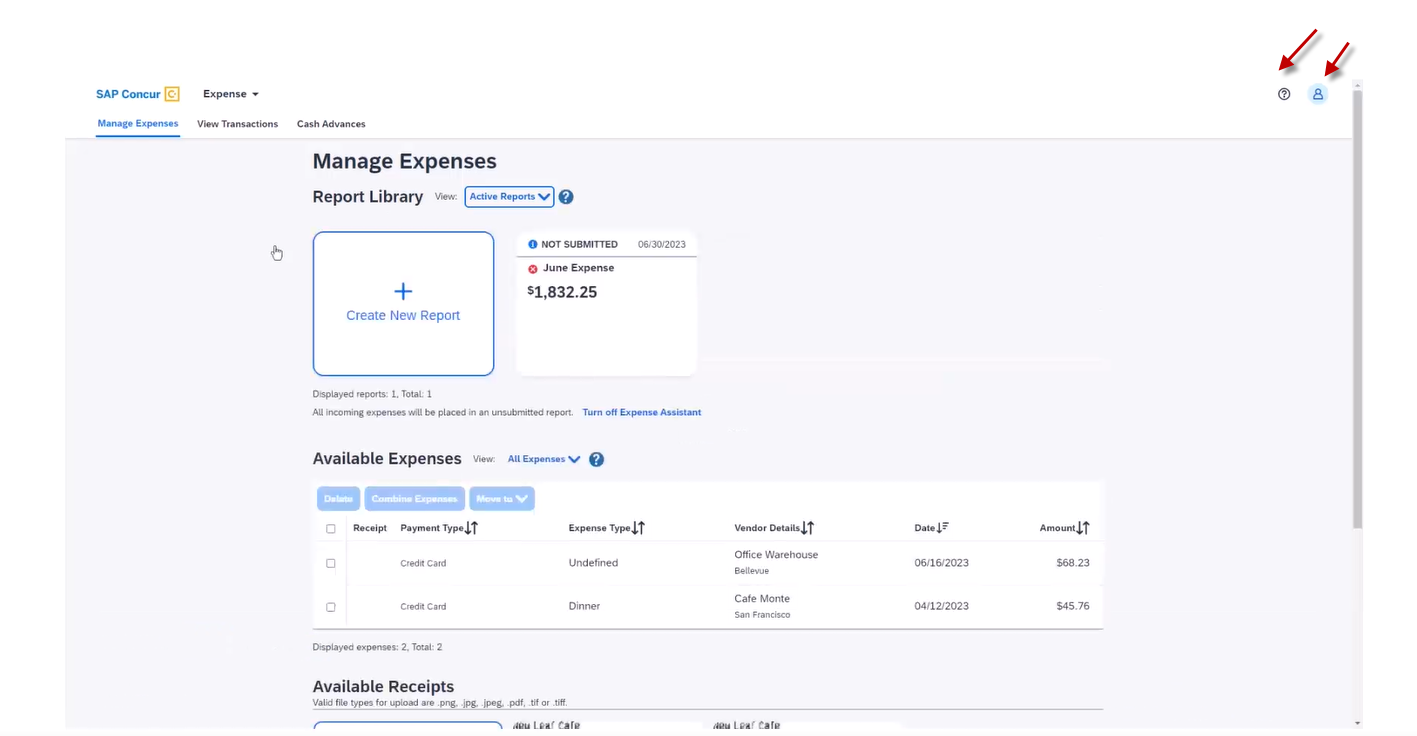 SAP Concur C Expense
Manage Expenses View Transactions Cash Advances
Manage Expenses
Report Library View: Active Reports ?
NOT SUBMITTED 06/30/2023
June Expense
$1,832.25
+
Create New Report
Displayed reports: 1, Total: 1
All incoming expenses will be placed in an unsubmitted report. Turn off Expense Assistant
Available Expenses View: All Expenses ?
Delete Combine Expenses Move to
Receipt Payment Type Expense Type Vendor Details Date Amount
Credit Card Undefined Office Warehouse 06/16/2023 $68.23
Bellevue
Credit Card Dinner Cafe Monte 04/12/2023 $45.76
San Francisco
Displayed expenses: 2, Total: 2
Available Receipts
Valid file types for upload are .png, .jpg, .jpeg, .pdf, .tif or .tiff.
Leaf Cafe Leaf Cafe